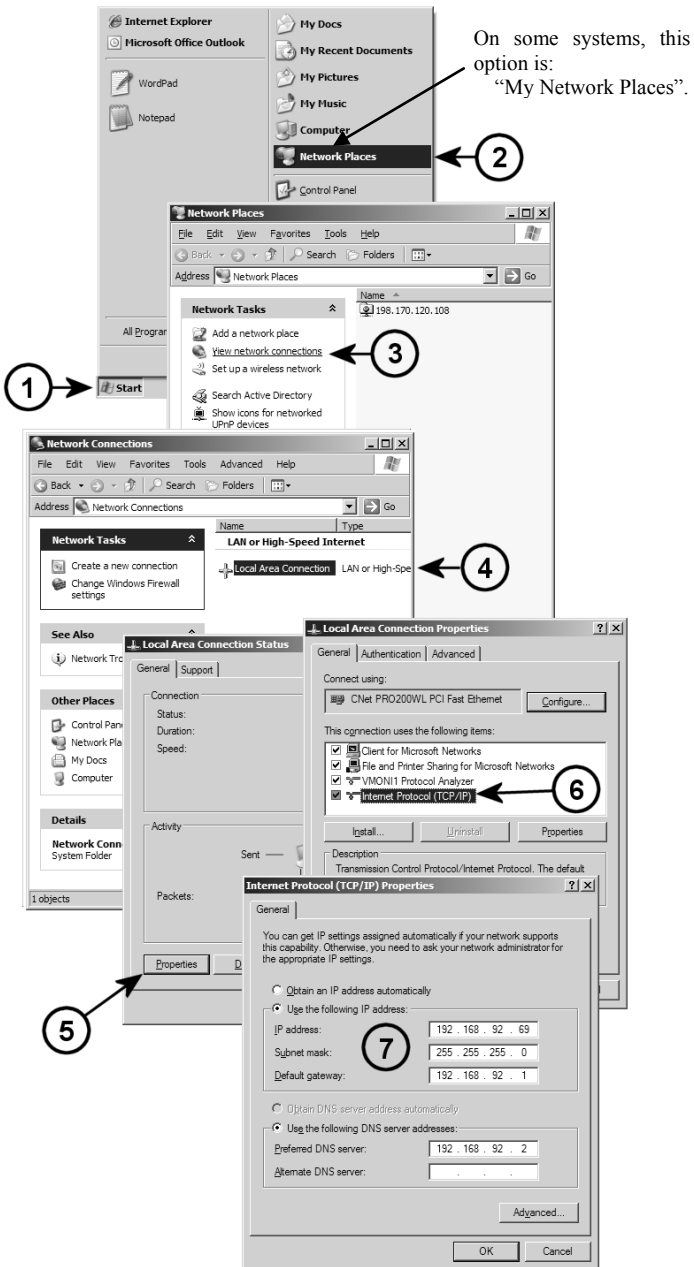 Internet Explorer
Microsoft Office Outlook
WordPad
Notepad
My Docs
My Recent Documents
My Pictures
My Music
Computer
Network Places
Control Panel
On some systems, this
option is:
“My Network Places”.
2
All Program
1
Start
Network Places
File Edit View Favorites Tools Help
Back Search Folders
Address Network Places Go
Network Tasks
Add a network place
View network connections
Set up a wireless network
Search Active Directory
Show icons for networked
UPnP devices
Name
198.170.120.108
3
Network Connections
File Edit View Favorites Tools Advanced Help
Back Search Folders
Address Network Connections Go
Network Tasks
Create a new connection
Change Windows Firewall
settings
Name Type
LAN or High-Speed Internet
Local Area Connection LAN or High-Spe
4
See Also
Network Tro
Other Places
Control Pan
Network Pla
My Docs
Computer
Details
Network Conn
System Folder
1 objects
Local Area Connection Status
General Support
Connection
Status:
Duration:
Speed:
Activity
Sent
Packets:
Properties D
5
Local Area Connection Properties
General Authentication Advanced
Connect using:
CNet PRO200WL PCI Fast Ethernet Configure...
This connection uses the following items:
Client for Microsoft Networks
File and Printer Sharing for Microsoft Networks
VMONI1 Protocol Analyzer
Internet Protocol (TCP/IP)
6
Install... Uninstall Properties
Description
Transmission Control Protocol/Internet Protocol. The default
Internet Protocol (TCP/IP) Properties
General
You can get IP settings assigned automatically if your network supports
this capability. Otherwise, you need to ask your network administrator for
the appropriate IP settings.
Obtain an IP address automatically
Use the following IP address:
IP address: 192 . 168 . 92 . 69
Subnet mask: 255 . 255 . 255 . 0
Default gateway: 192 . 168 . 92 . 1
7
Obtain DNS server address automatically
Use the following DNS server addresses:
Preferred DNS server: 192 . 168 . 92 . 2
Alternate DNS server: . . .
Advanced...
OK Cancel